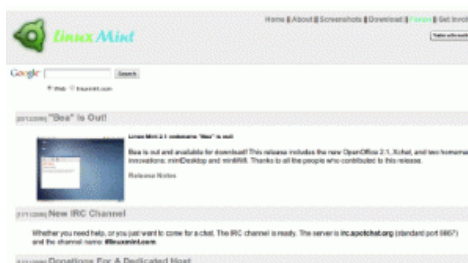 Home || About || Screenshots || Download || Forum || Get Invol
Linux Mint
Google Search
Web linuxmint.com
"Bea" is Out!
Linux Mint 2.1 codename "Bea" is out!
Bea is out and available for download! This release includes the new OpenOffice 2.1, Xchat, and two homemade
innovations: mintDesktop and mintWifi. Thanks to all the people who contributed to this release.
Release Notes
New IRC Channel
Whether you need help, or you just want to come for a chat. The IRC channel is ready. The server is irc.spotchat.org (standard port 6667)
and the channel name: #linuxmint.com
Donations For A Dedicated Host